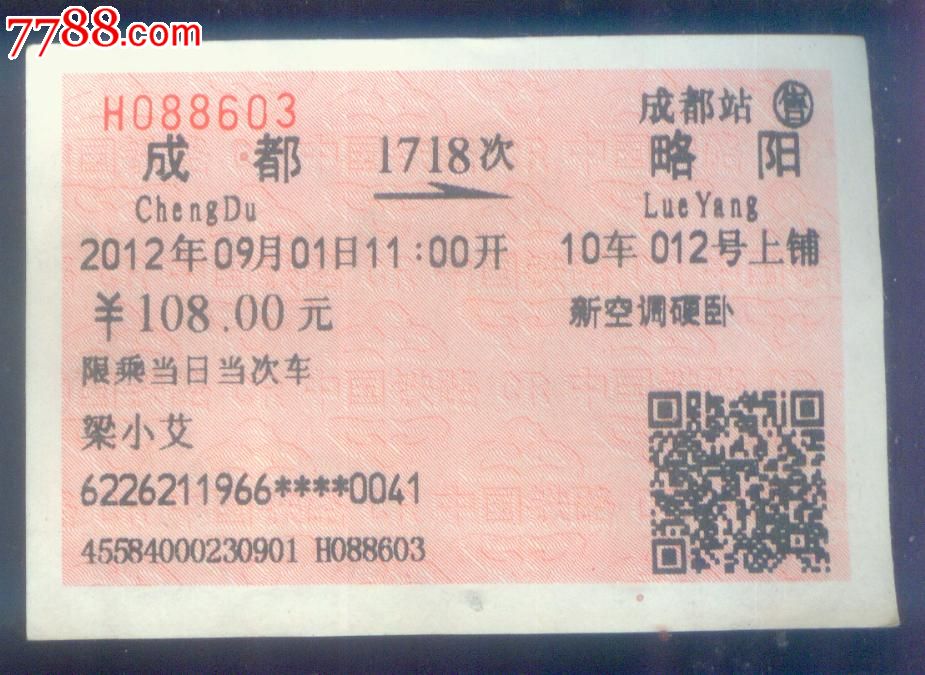 7788.com
H088603 成都站 售
成都 1718次 略阳
ChengDu LueYang
2012年09月01日11:00开 10车012号上铺
¥108.00元 新空调硬卧
限乘当日当次车
梁小艾
6226211966****0041
45584000230901 H088603